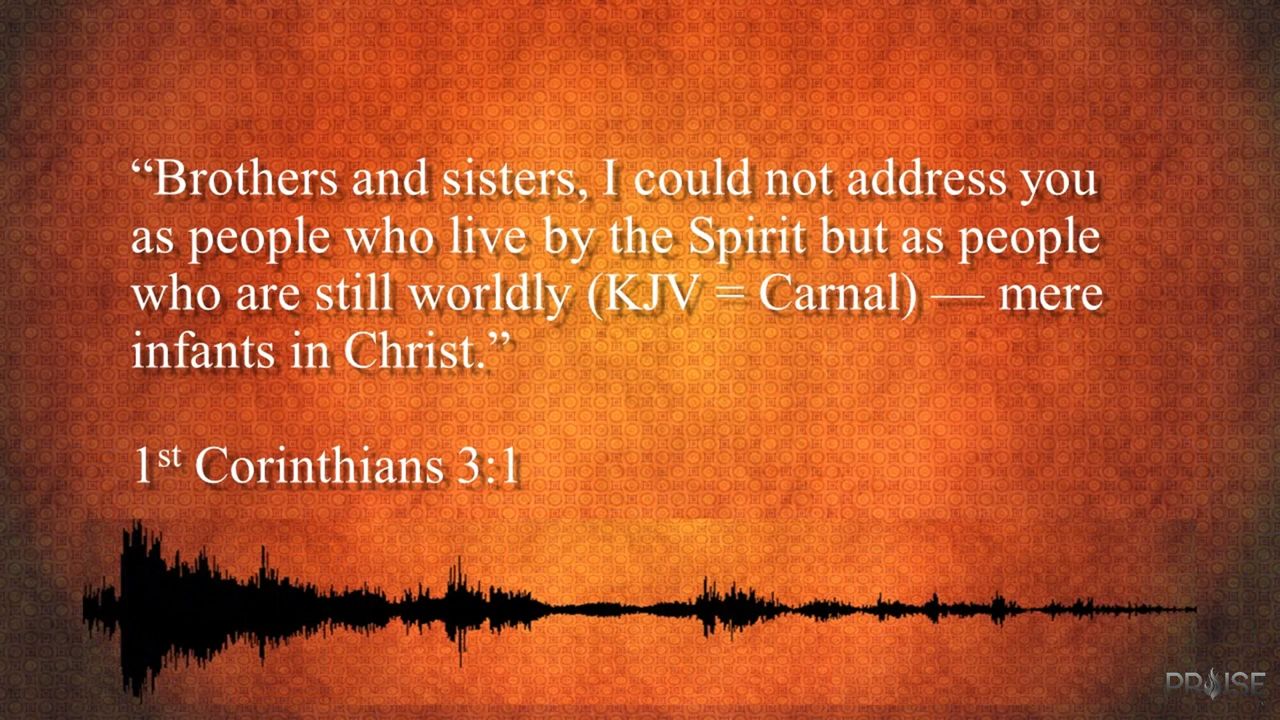 “Brothers and sisters, I could not address you
as people who live by the Spirit but as people
who are still worldly (KJV = Carnal) — mere
infants in Christ.”
1st Corinthians 3:1
PRAISE